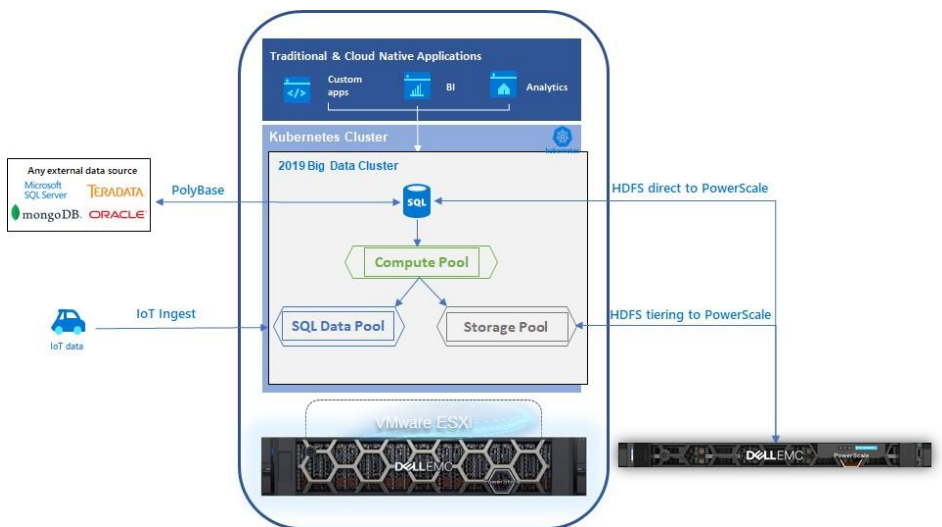 Traditional & Cloud Native Applications
Custom
apps
BI
Analytics
Kubernetes Cluster
kubernetes
2019 Big Data Cluster
Any external data source
Microsoft
SQL Server
TERADATA
mongoDB.
ORACLE
PolyBase
SQL
HDFS direct to PowerScale
Compute Pool
IoT Ingest
IoT data
SQL Data Pool
Storage Pool
HDFS tiering to PowerScale
VMware ESXi
DELLEMC
DELLEMC
PowerScale